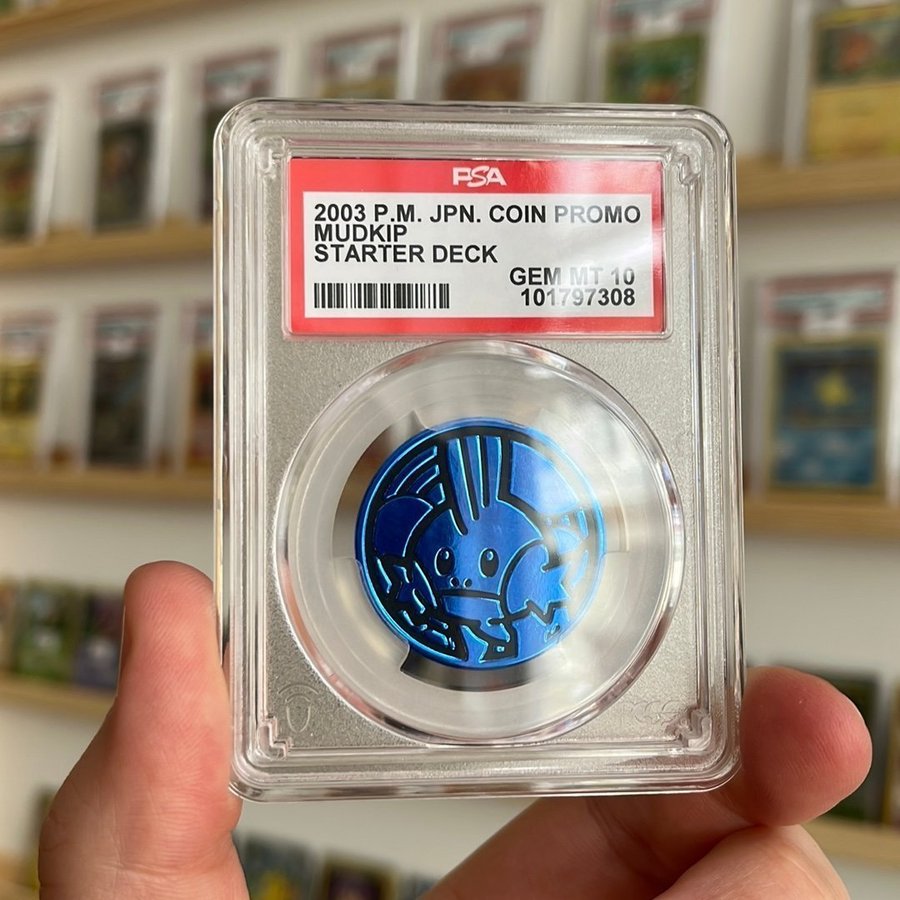 PSA
2003 P.M. JPN. COIN PROMO
MUDKIP
STARTER DECK
GEM MT 10
101797308